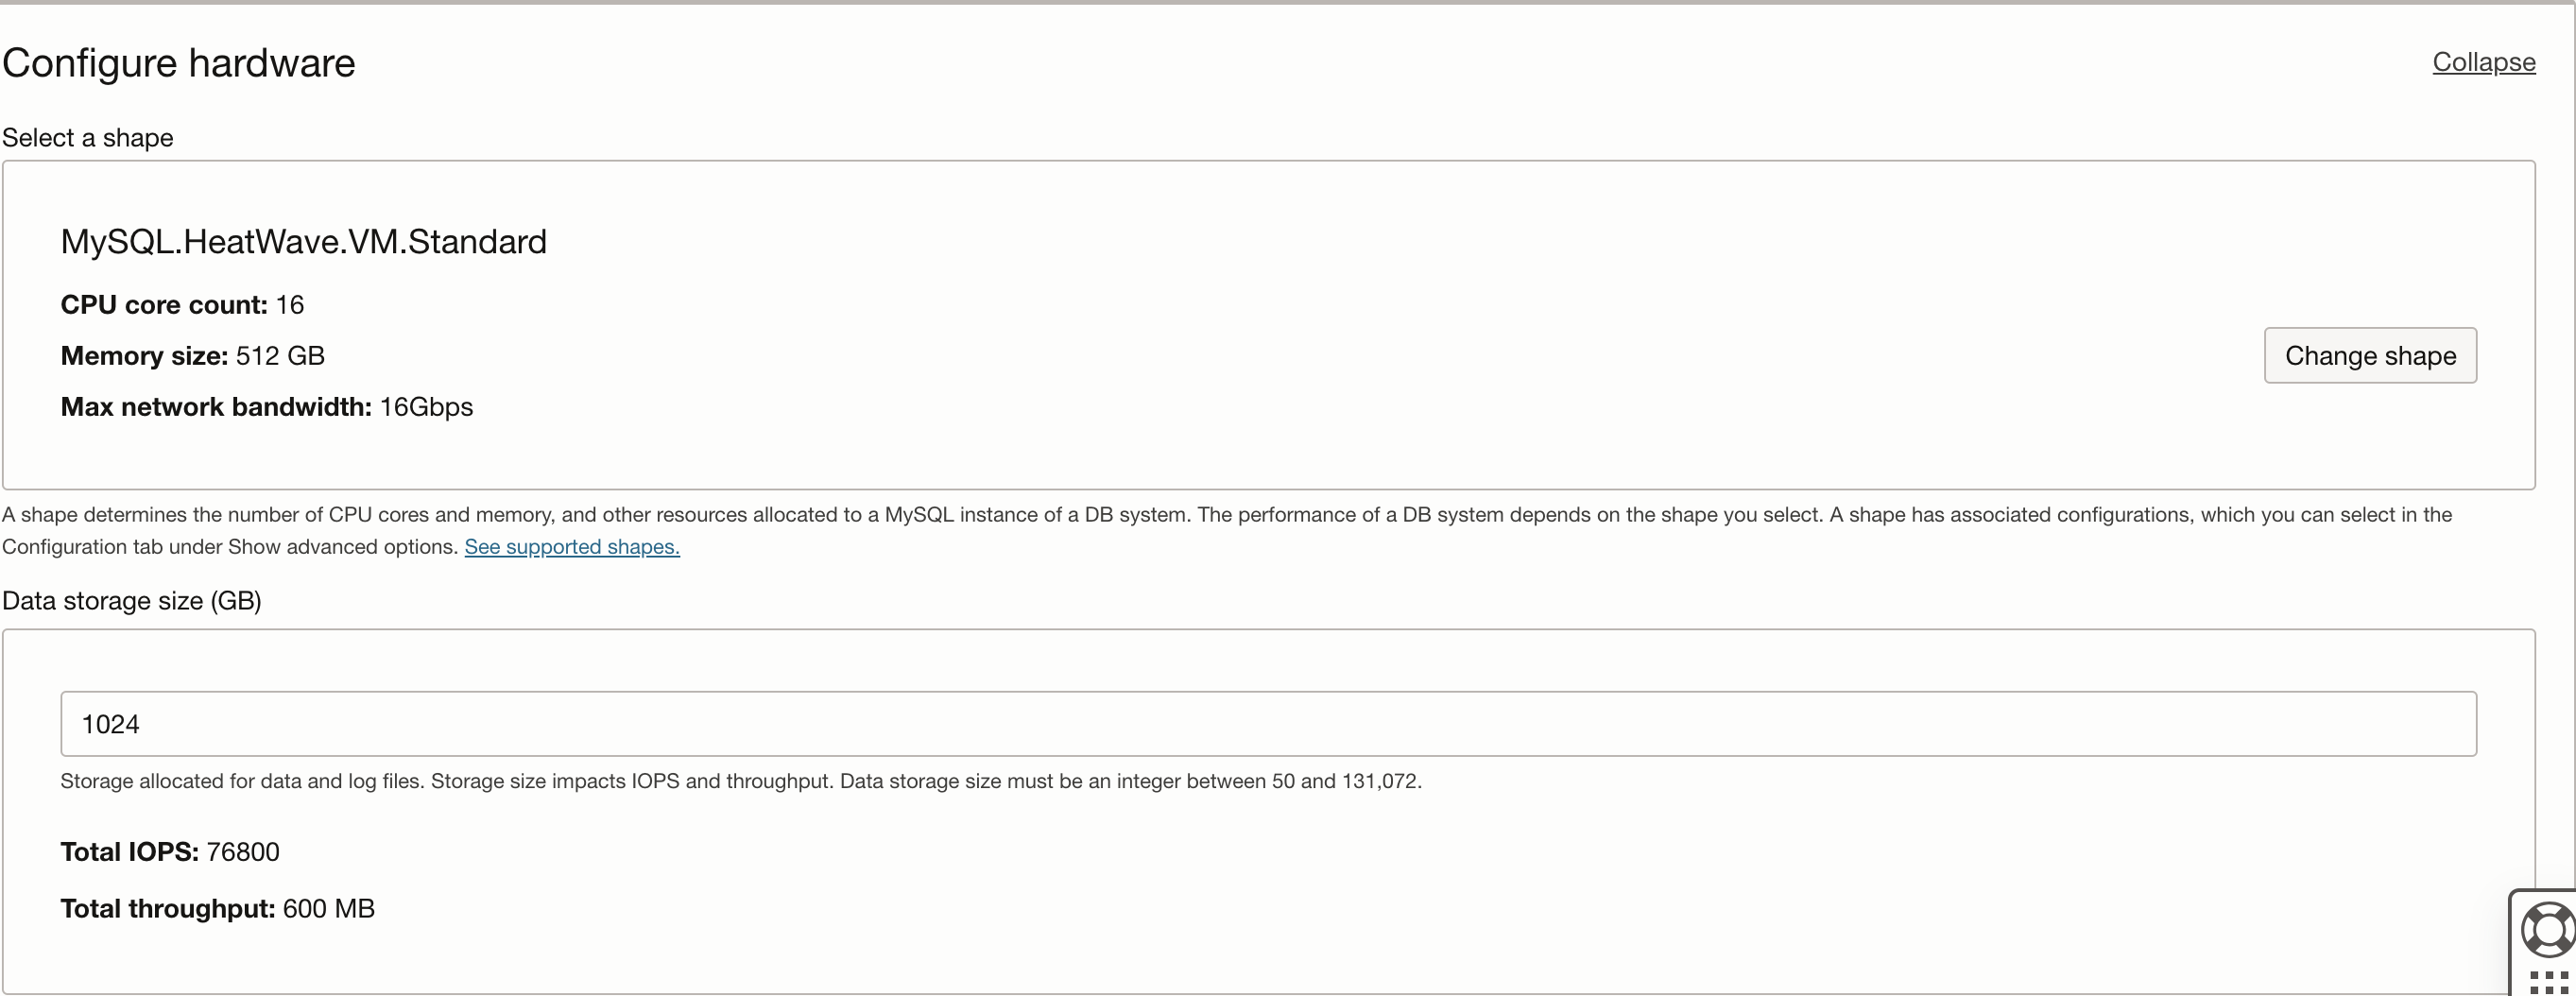 Configure hardware
Collapse
Select a shape
MySQL.HeatWave.VM.Standard
CPU core count: 16
Memory size: 512 GB
Change shape
Max network bandwidth: 16Gbps
A shape determines the number of CPU cores and memory, and other resources allocated to a MySQL instance of a DB system. The performance of a DB system depends on the shape you select. A shape has associated configurations, which you can select in the
Configuration tab under Show advanced options. See supported shapes.
Data storage size (GB)
1024
Storage allocated for data and log files. Storage size impacts IOPS and throughput. Data storage size must be an integer between 50 and 131,072.
Total IOPS: 76800
Total throughput: 600 MB